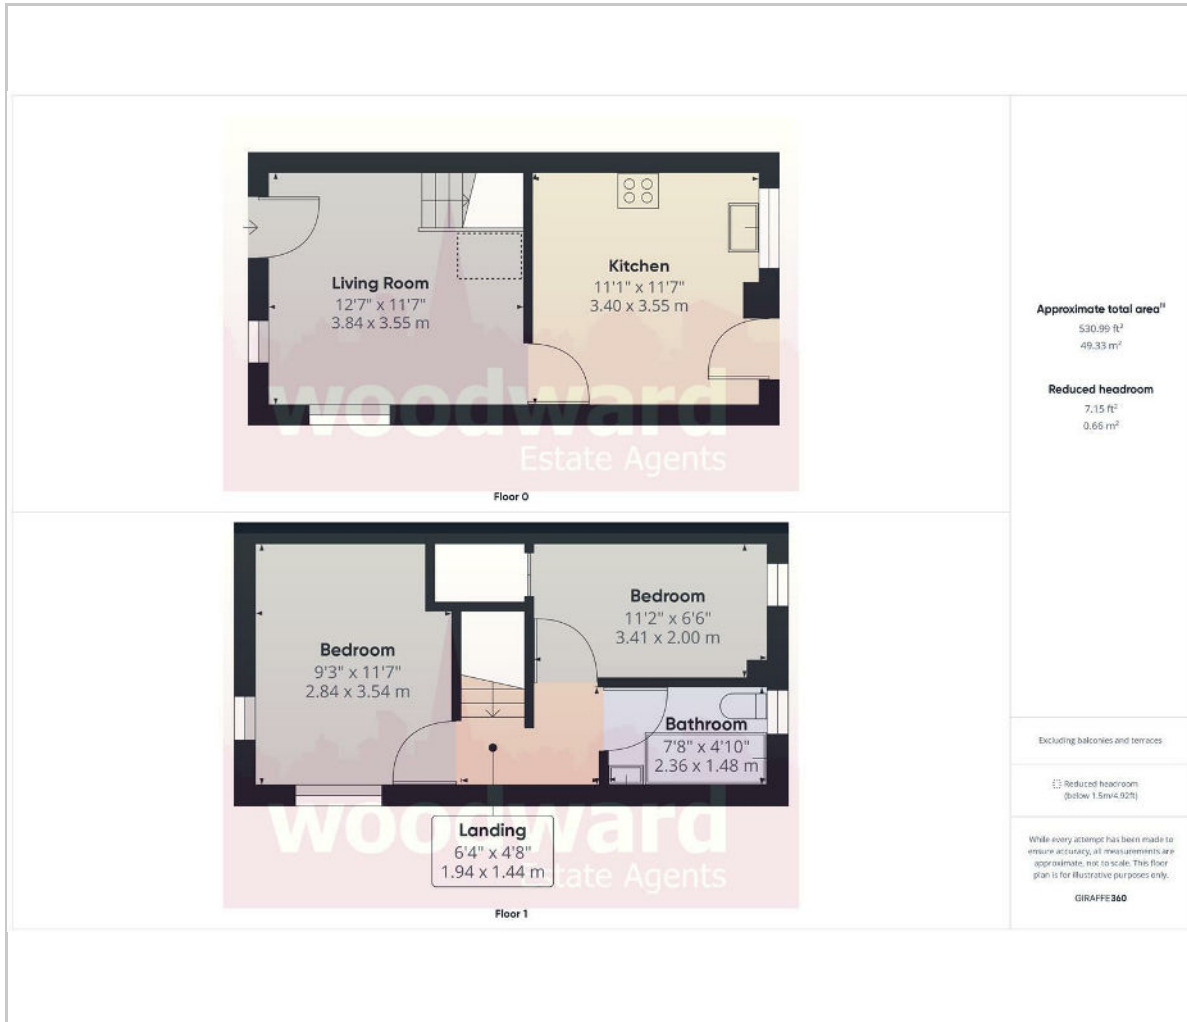 Living Room
12'7" x 11'7"
3.84 x 3.55 m
Kitchen
11'1" x 11'7"
3.40 x 3.55 m
woodward
Estate Agents
Floor 0
Bedroom
9'3" x 11'7"
2.84 x 3.54 m
Bedroom
11'2" x 6'6"
3.41 x 2.00 m
Bathroom
7'8" x 4'10"
2.36 x 1.48 m
Landing
6'4" x 4'8"
1.94 x 1.44 m
woodward
Estate Agents
Floor 1
Approximate total area
530.99 ft²
49.33 m²
Reduced headroom
7.15 ft²
0.66 m²
Excluding balconies and terraces
Reduced headroom
(below 1.5m/4.92ft)
While every attempt has been made to
ensure accuracy, all measurements are
approximate, not to scale. This floor
plan is for illustrative purposes only.
GIRAFFE360